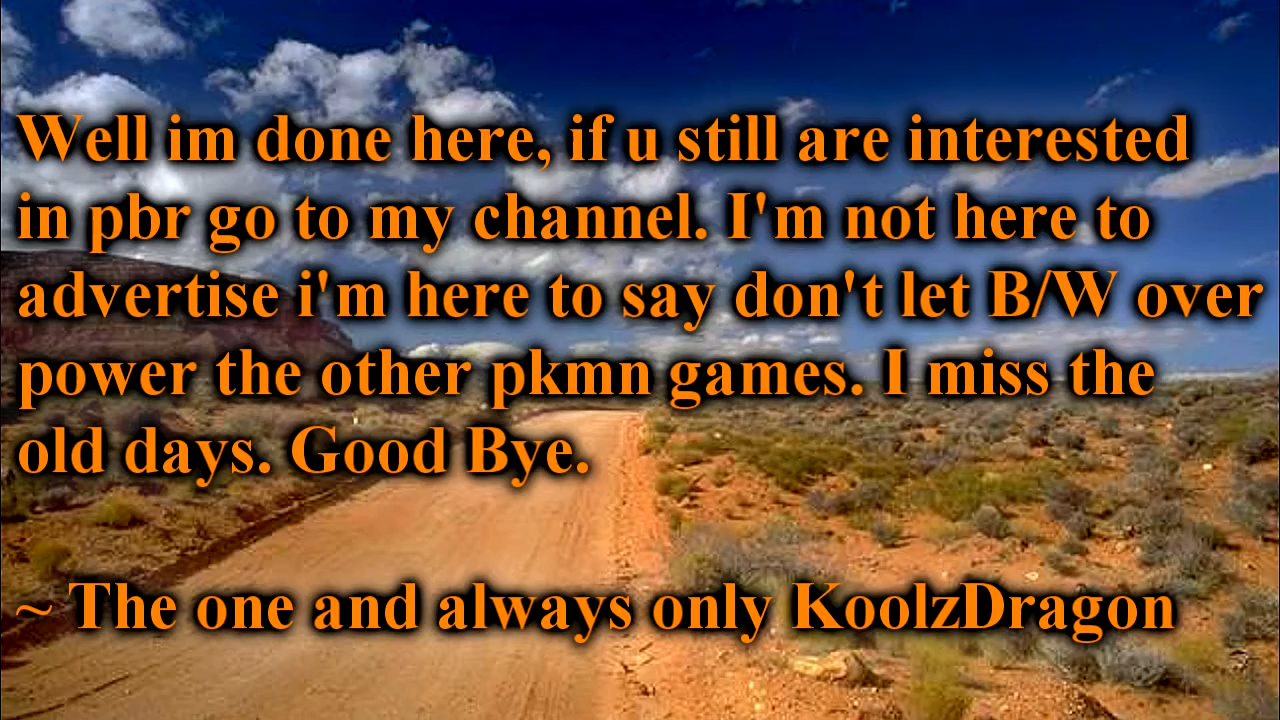 Well im done here, if u still are interested
in pbr go to my channel. I'm not here to
advertise i'm here to say don't let B/W over
power the other pkmn games. I miss the
old days. Good Bye.
~ The one and always only KoolzDragon